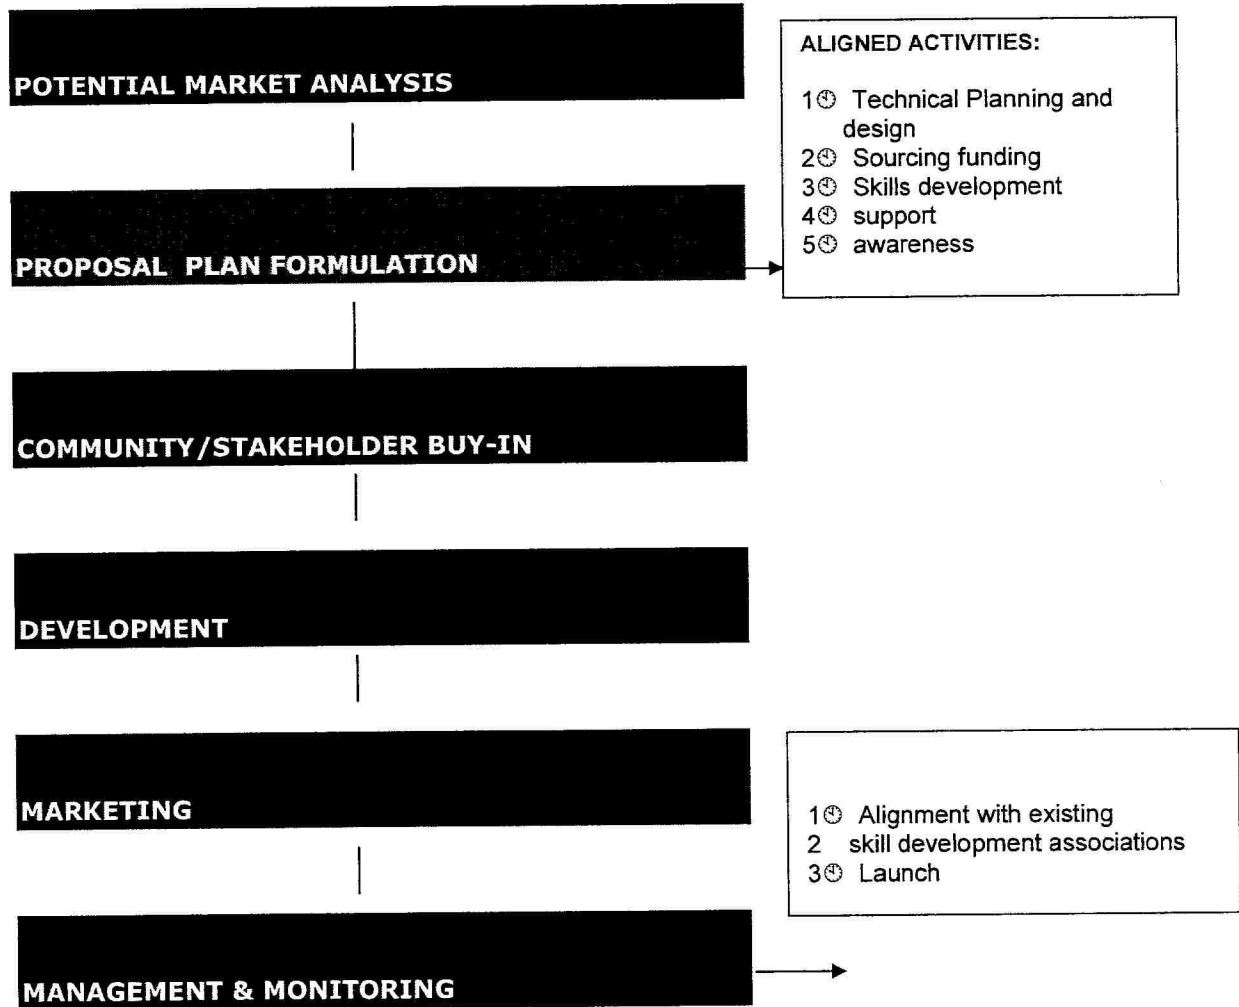 POTENTIAL MARKET ANALYSIS
ALIGNED ACTIVITIES:
1🕙 Technical Planning and
design
2🕙 Sourcing funding
3🕙 Skills development
4🕙 support
5🕙 awareness
PROPOSAL PLAN FORMULATION
COMMUNITY/STAKEHOLDER BUY-IN
DEVELOPMENT
MARKETING
1🕙 Alignment with existing
2 skill development associations
3🕙 Launch
MANAGEMENT & MONITORING